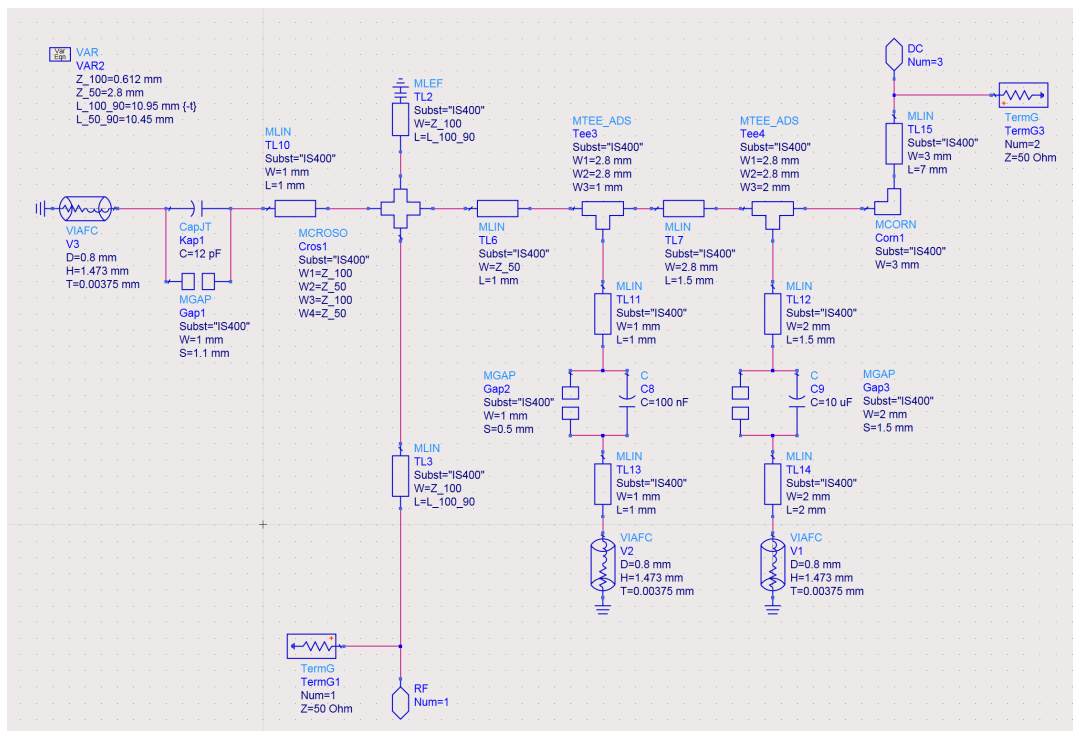 Var
Eqn
VAR
VAR2
Z_100=0.612 mm
Z_50=2.8 mm
L_100_90=10.95 mm {-t}
L_50_90=10.45 mm
MLIN
TL10
Subst="IS400"
W=1 mm
L=1 mm
MLEF
TL2
Subst="IS400"
W=Z_100
L=L_100_90
MTEE_ADS
Tee3
Subst="IS400"
W1=2.8 mm
W2=2.8 mm
W3=1 mm
MTEE_ADS
Tee4
Subst="IS400"
W1=2.8 mm
W2=2.8 mm
W3=2 mm
DC
Num=3
MLIN
TL15
Subst="IS400"
W=3 mm
L=7 mm
TermG
TermG3
Num=2
Z=50 Ohm
VIAFC
V3
D=0.8 mm
H=1.473 mm
T=0.00375 mm
CapJT
Kap1
C=12 pF
MGAP
Gap1
Subst="IS400"
W=1 mm
S=1.1 mm
MCROSO
Cros1
Subst="IS400"
W1=Z_100
W2=Z_50
W3=Z_100
W4=Z_50
MLIN
TL6
Subst="IS400"
W=Z_50
L=1 mm
MLIN
TL7
Subst="IS400"
W=2.8 mm
L=1.5 mm
MCORN
Corn1
Subst="IS400"
W=3 mm
MLIN
TL11
Subst="IS400"
W=1 mm
L=1 mm
MLIN
TL12
Subst="IS400"
W=2 mm
L=1.5 mm
MGAP
Gap2
Subst="IS400"
W=1 mm
S=0.5 mm
C
C8
C=100 nF
C
C9
C=10 uF
MGAP
Gap3
Subst="IS400"
W=2 mm
S=1.5 mm
MLIN
TL3
Subst="IS400"
W=Z_100
L=L_100_90
MLIN
TL13
Subst="IS400"
W=1 mm
L=1 mm
MLIN
TL14
Subst="IS400"
W=2 mm
L=2 mm
VIAFC
V2
D=0.8 mm
H=1.473 mm
T=0.00375 mm
VIAFC
V1
D=0.8 mm
H=1.473 mm
T=0.00375 mm
TermG
TermG1
Num=1
Z=50 Ohm
RF
Num=1